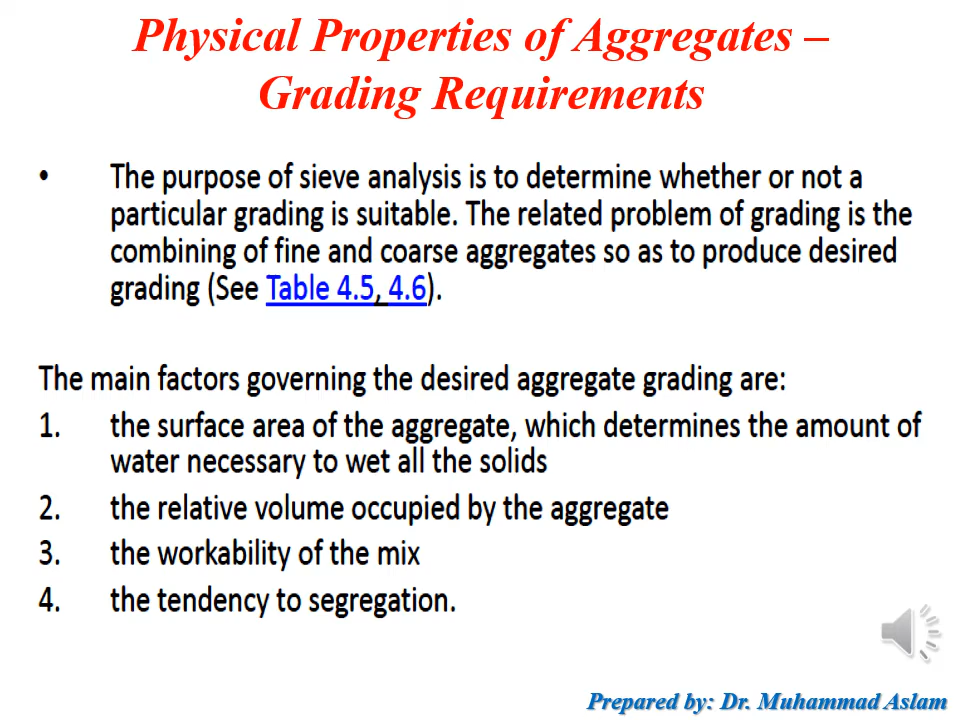 Physical Properties of Aggregates –
Grading Requirements
• The purpose of sieve analysis is to determine whether or not a
particular grading is suitable. The related problem of grading is the
combining of fine and coarse aggregates so as to produce desired
grading (See Table 4.5, 4.6).
The main factors governing the desired aggregate grading are:
1. the surface area of the aggregate, which determines the amount of
water necessary to wet all the solids
2. the relative volume occupied by the aggregate
3. the workability of the mix
4. the tendency to segregation.
Prepared by: Dr. Muhammad Aslam